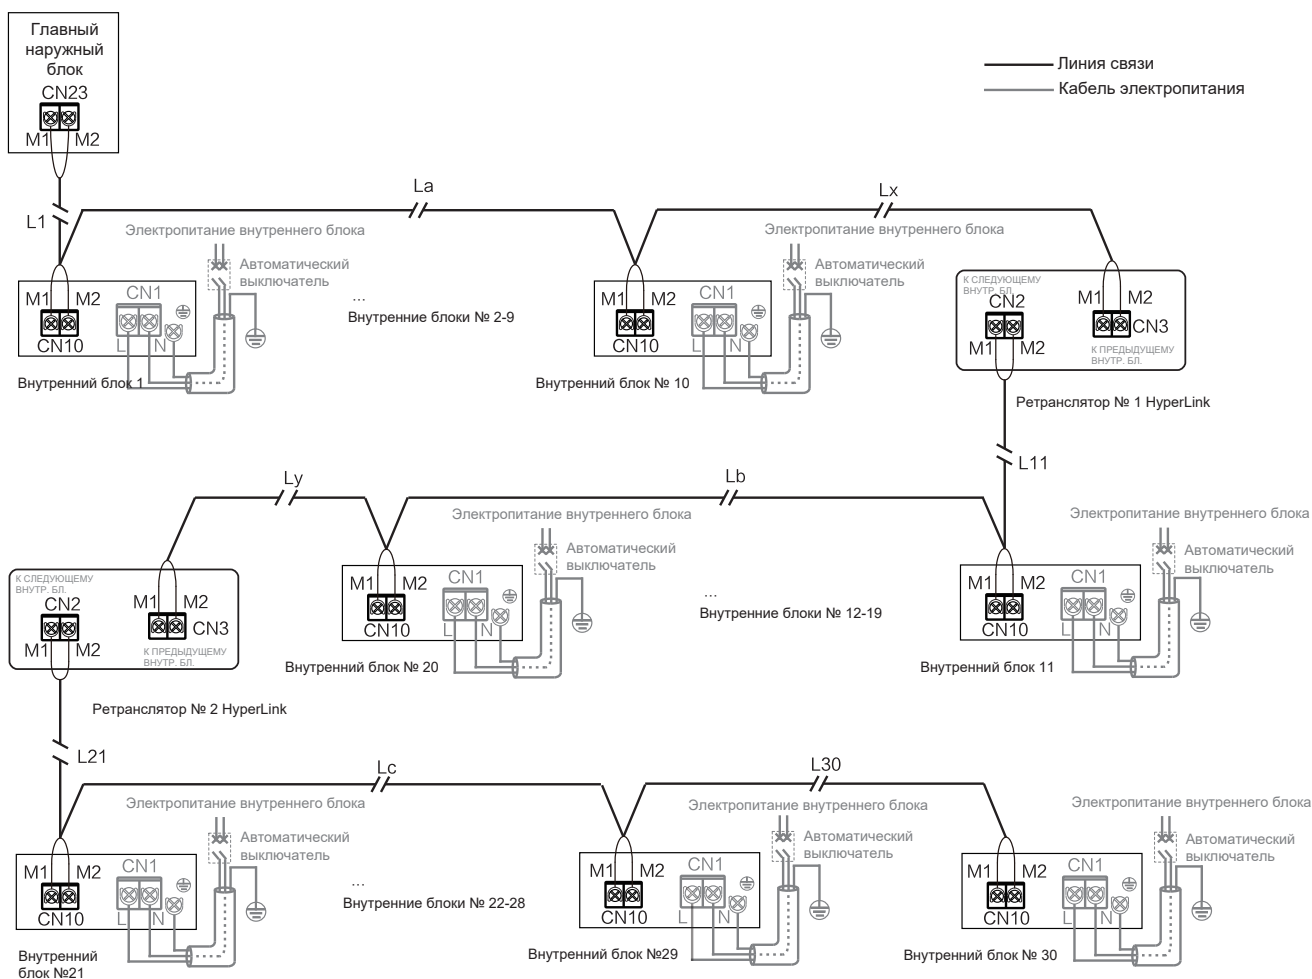 Главный
наружный
блок
CN23
M1 M2
Линия связи
Кабель электропитания
L1
La
Lx
Электропитание внутреннего блока
Автоматический
выключатель
M1 M2
CN1
CN10
L N
Внутренний блок 1
...
Внутренние блоки № 2-9
Электропитание внутреннего блока
Автоматический
выключатель
M1 M2
CN1
CN10
L N
Внутренний блок № 10
К СЛЕДУЮЩЕМУ
ВНУТР. БЛ.
CN2
M1 M2
M1 M2
CN3
К ПРЕДЫДУЩЕМУ
ВНУТР. БЛ.
Ретранслятор № 1 HyperLink
L11
Ly
Lb
К СЛЕДУЮЩЕМУ
ВНУТР. БЛ.
CN2
M1 M2
M1 M2
CN3
К ПРЕДЫДУЩЕМУ
ВНУТР. БЛ.
Ретранслятор № 2 HyperLink
Электропитание внутреннего блока
Автоматический
выключатель
M1 M2
CN1
CN10
L N
Внутренний блок № 20
...
Внутренние блоки № 12-19
Электропитание внутреннего блока
Автоматический
выключатель
M1 M2
CN1
CN10
L N
Внутренний блок 11
L21
Lc
L30
Электропитание внутреннего блока
Автоматический
выключатель
M1 M2
CN1
CN10
L N
Внутренний
блок №21
...
Внутренние блоки № 22-28
Электропитание внутреннего блока
Автоматический
выключатель
M1 M2
CN1
CN10
L N
Внутренний блок №29
Электропитание внутреннего блока
Автоматический
выключатель
M1 M2
CN1
CN10
L N
Внутренний блок № 30